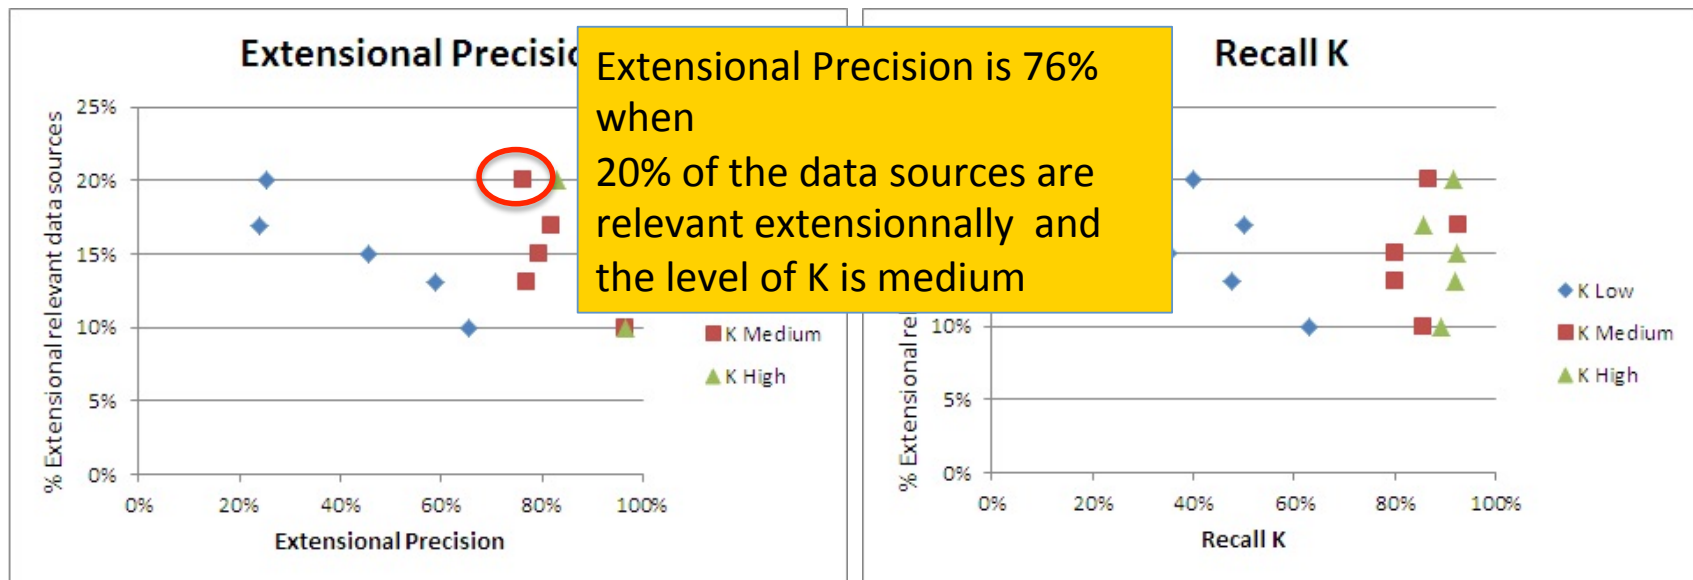 Extensional Precisio
25%
20%
15%
10%
5%
0%
0% 20% 40% 60% 80% 100%
% Extensional relevant data sources
Extensional Precision
K Medium
K High
Extensional Precision is 76%
when
20% of the data sources are
relevant extensionnally and
the level of K is medium
Recall K
10%
5%
0%
0% 20% 40% 60% 80% 100%
% Extensional rel
Recall K
K Low
K Medium
K High